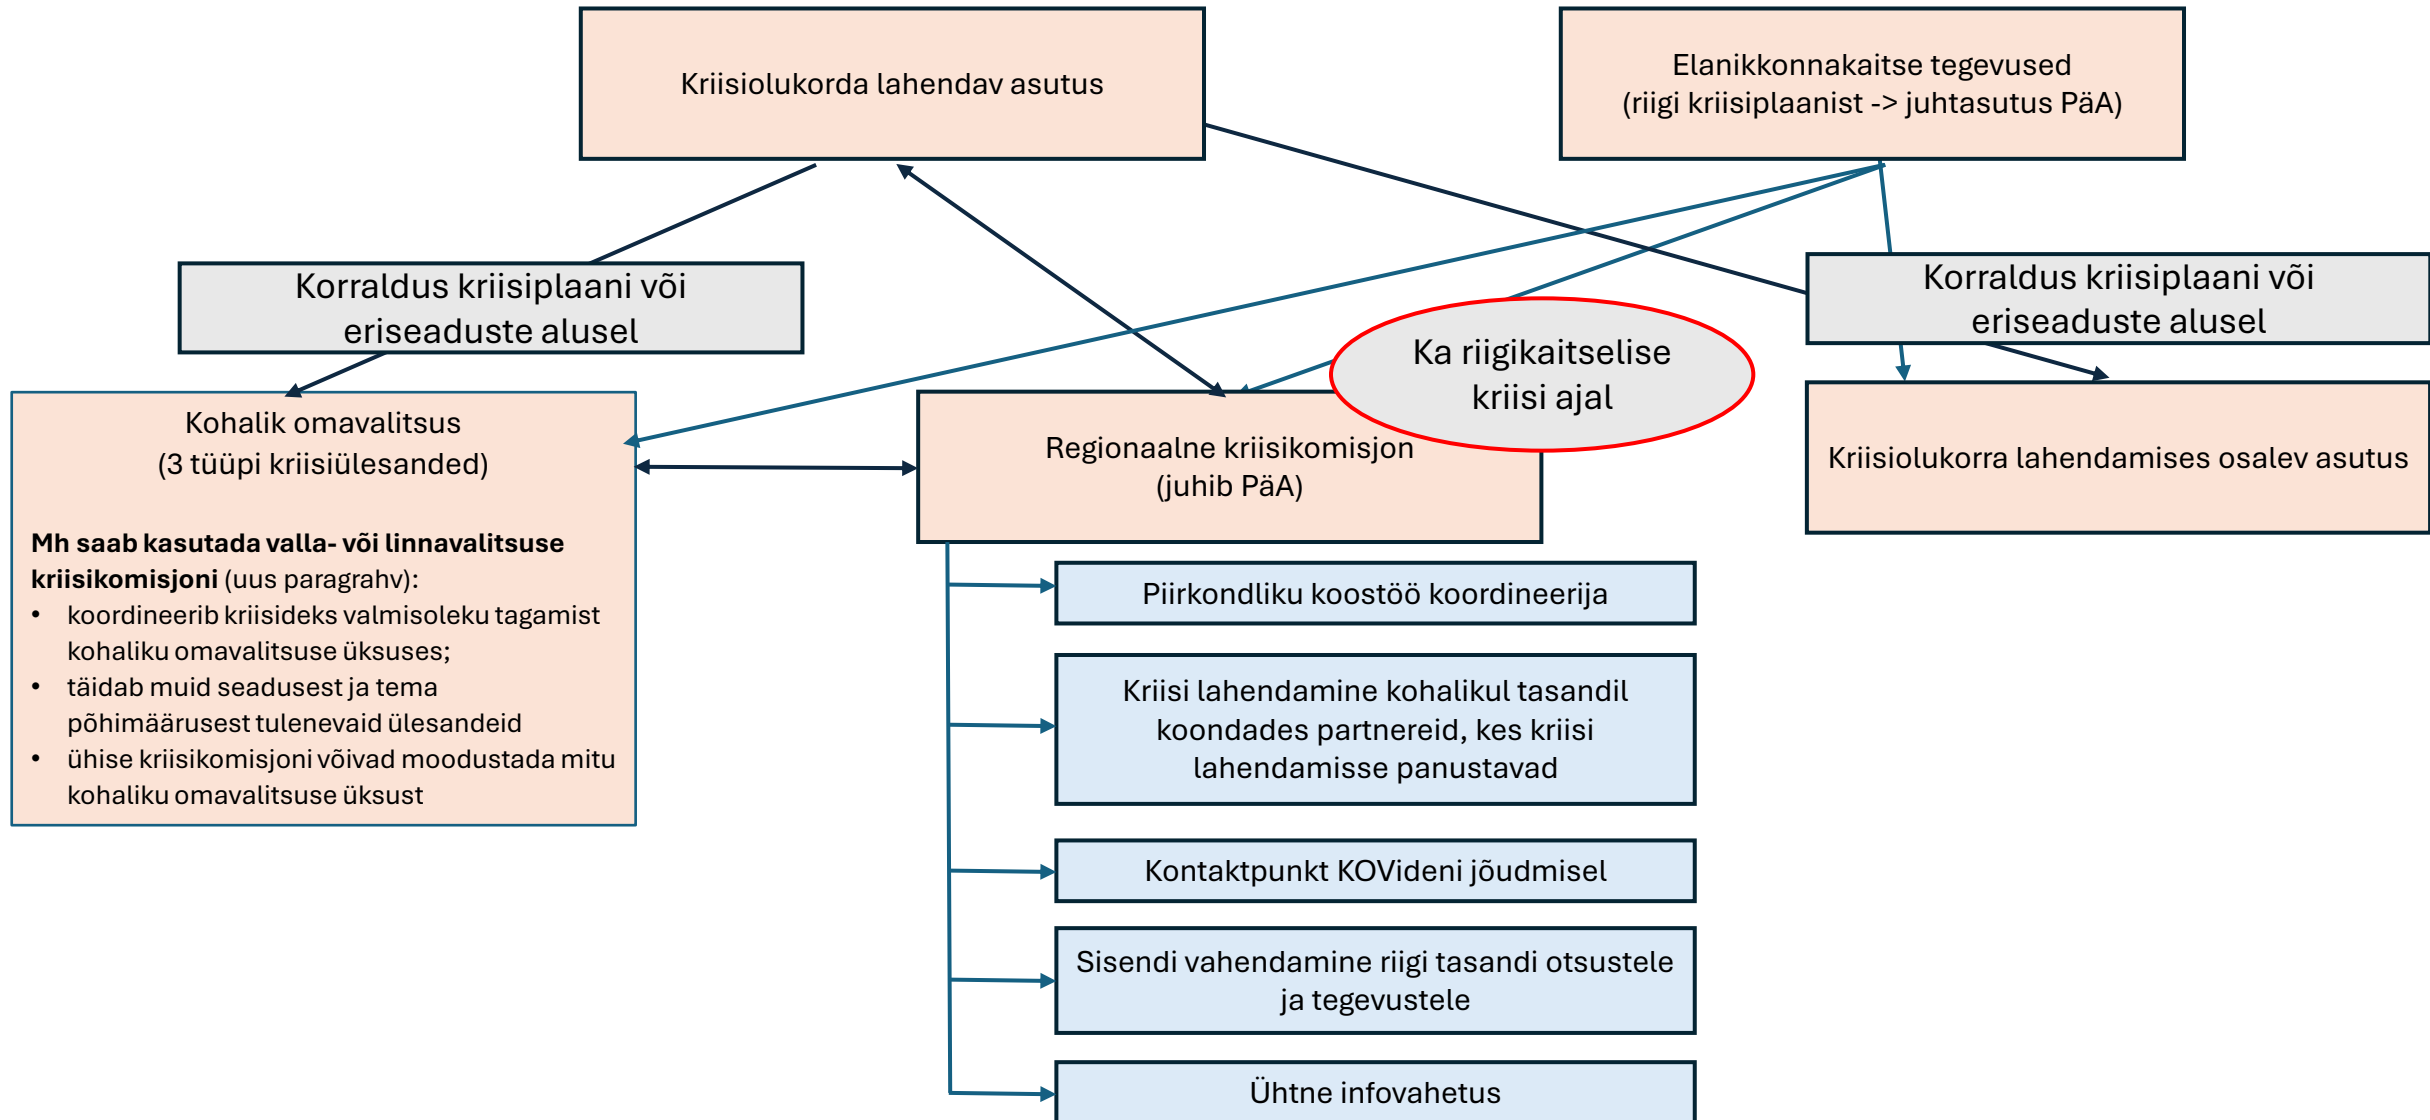 Kriisiolukorda lahendav asutus
Elanikkonnakaitse tegevused
(riigi kriisiplaanist -> juhtasutus PäA)
Korraldus kriisiplaani või
eriseaduste alusel
Korraldus kriisiplaani või
eriseaduste alusel
Ka riigikaitselise
kriisi ajal
Kohalik omavalitsus
(3 tüüpi kriisiülesanded)
Mh saab kasutada valla- või linnavalitsuse
kriisikomisjoni (uus paragrahv):
• koordineerib kriisideks valmisoleku tagamist
kohaliku omavalitsuse üksuses;
• täidab muid seadusest ja tema
põhimäärusest tulenevaid ülesandeid
• ühise kriisikomisjoni võivad moodustada mitu
kohaliku omavalitsuse üksust
Regionaalne kriisikomisjon
(juhib PäA)
Kriisiolukorra lahendamises osalev asutus
Piirkondliku koostöö koordineerija
Kriisi lahendamine kohalikul tasandil
koondades partnereid, kes kriisi
lahendamisse panustavad
Kontaktpunkt KOVideni jõudmisel
Sisendi vahendamine riigi tasandi otsustele
ja tegevustele
Ühtne infovahetus